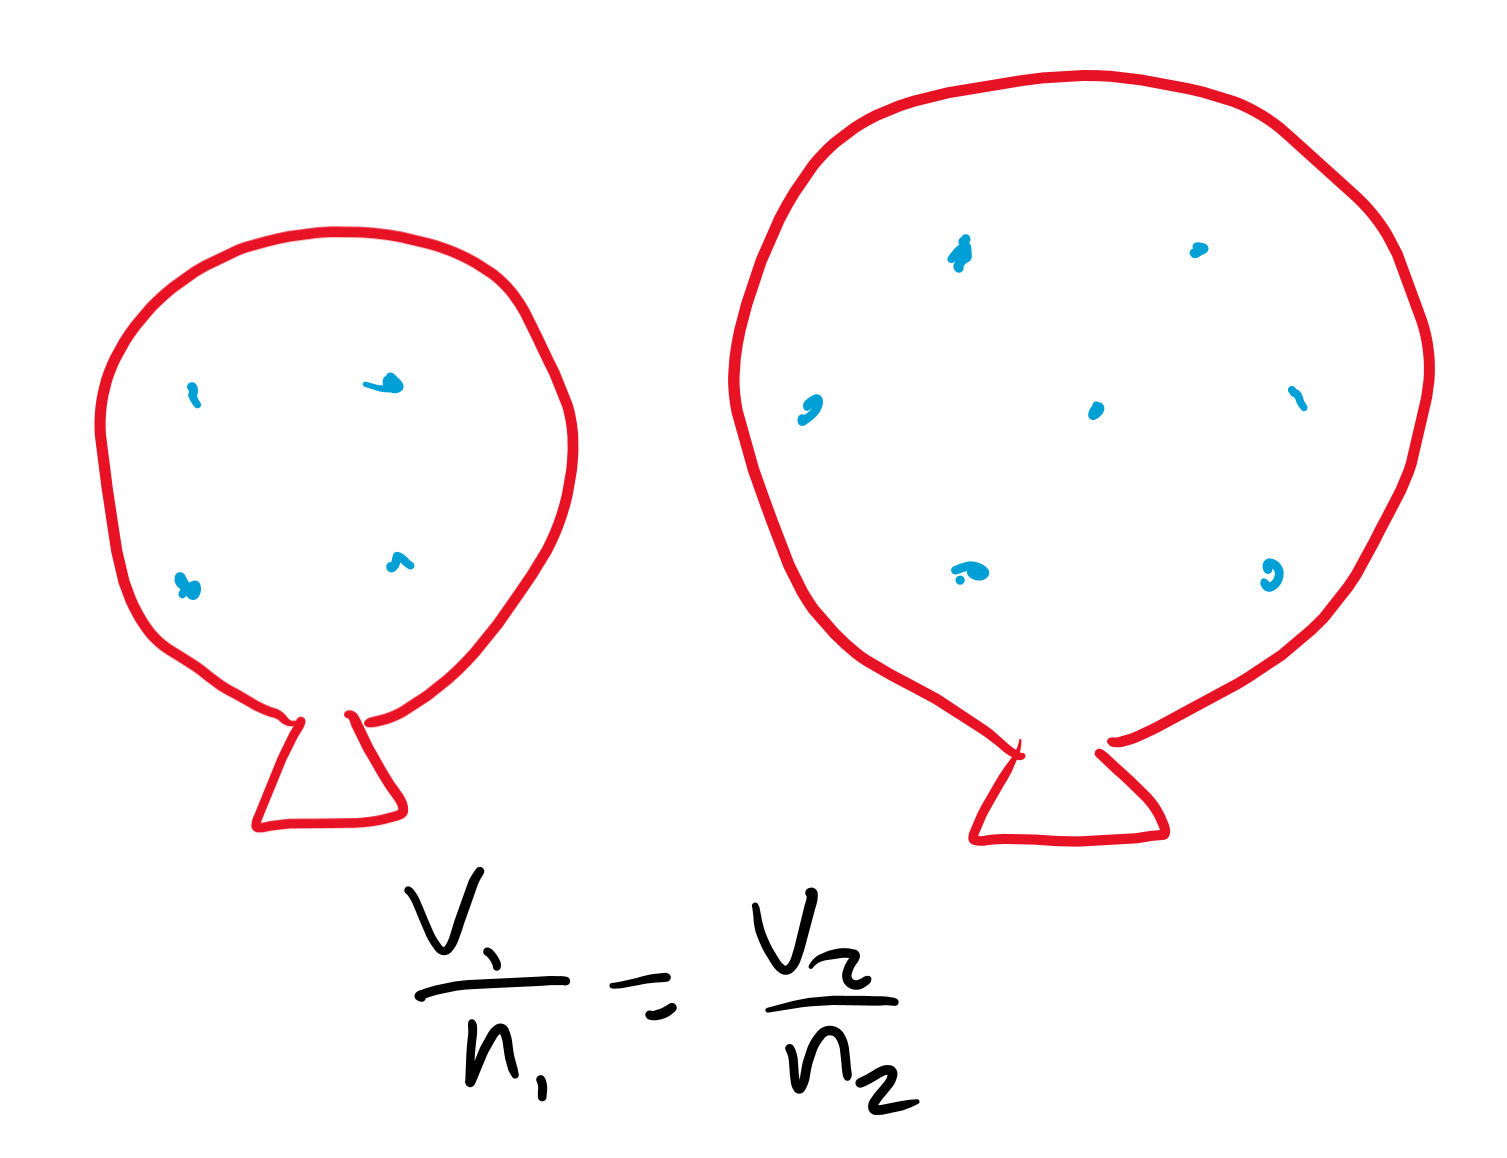 V₁/n₁ = V₂/n₂